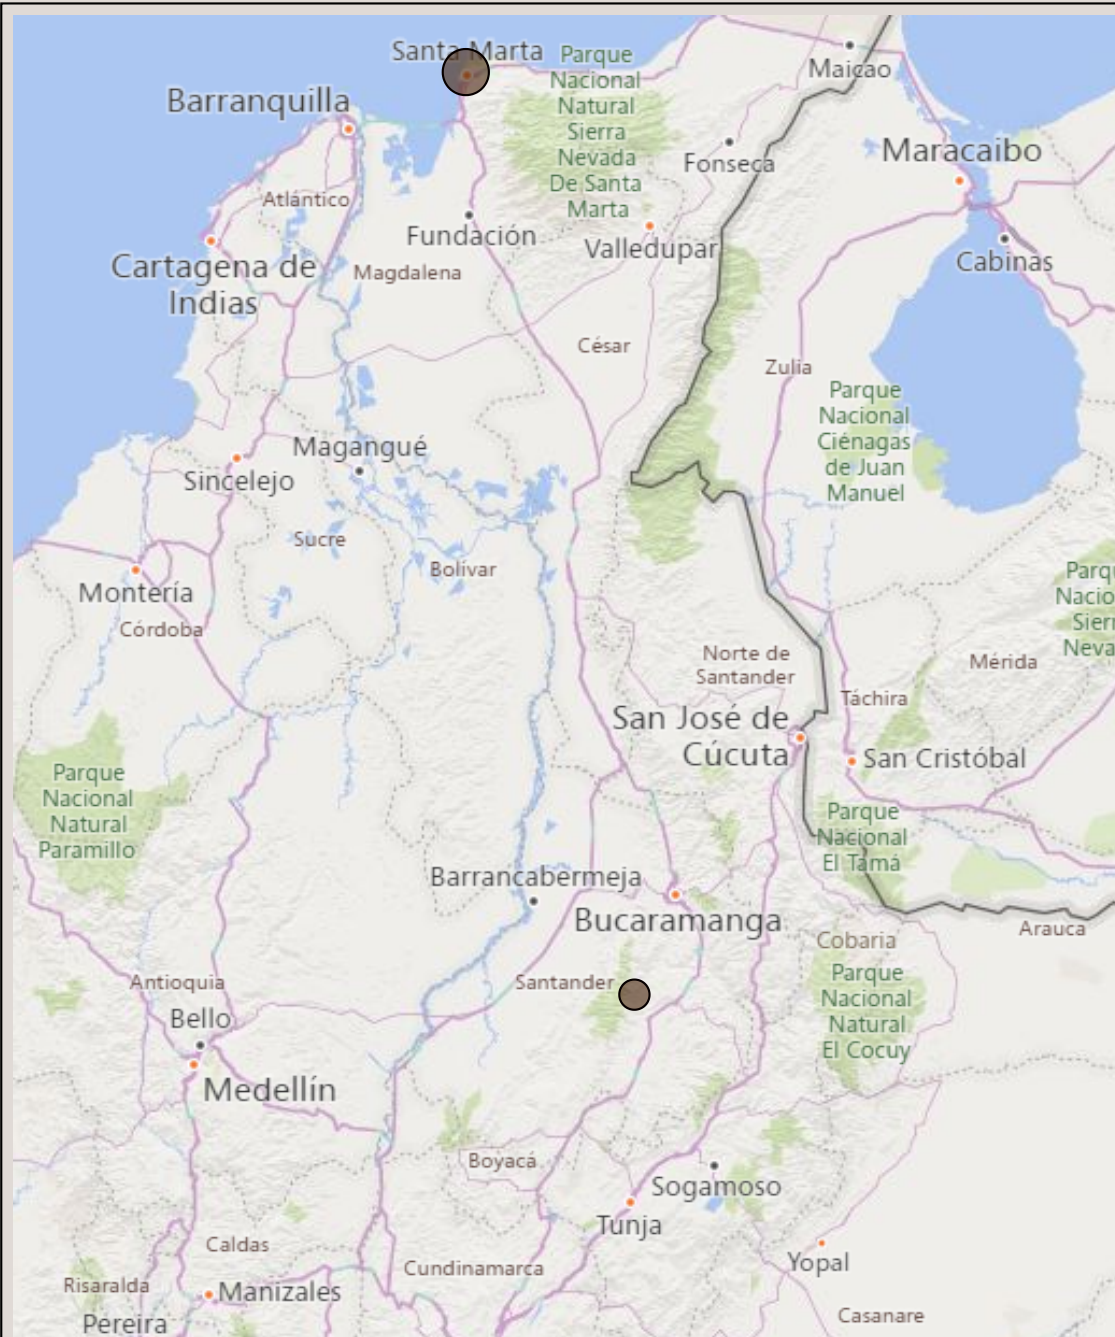 Santa Marta
Parque
Nacional
Natural
Sierra
Nevada
De Santa
Marta
Maicao
Barranquilla
Fonseca
Maracaibo
Atlántico
Fundación
Valledupar
Cartagena de
Indias
Magdalena
Cabinas
César
Zulia
Parque
Nacional
Ciénagas
de Juan
Manuel
Magangué
Sincelejo
Sucre
Bolívar
Montería
Córdoba
Parqu
Nacio
Sierr
Neva
Norte de
Santander
Mérida
Táchira
San José de
Cúcuta
San Cristóbal
Parque
Nacional
Natural
Paramillo
Parque
Nacional
El Tamá
Barrancabermeja
Bucaramanga
Cobaria
Arauca
Antioquia
Santander
Parque
Nacional
Natural
El Cocuy
Bello
Medellín
Boyacá
Sogamoso
Tunja
Caldas
Cundinamarca
Yopal
Risaralda
Manizales
Casanare
Pereira